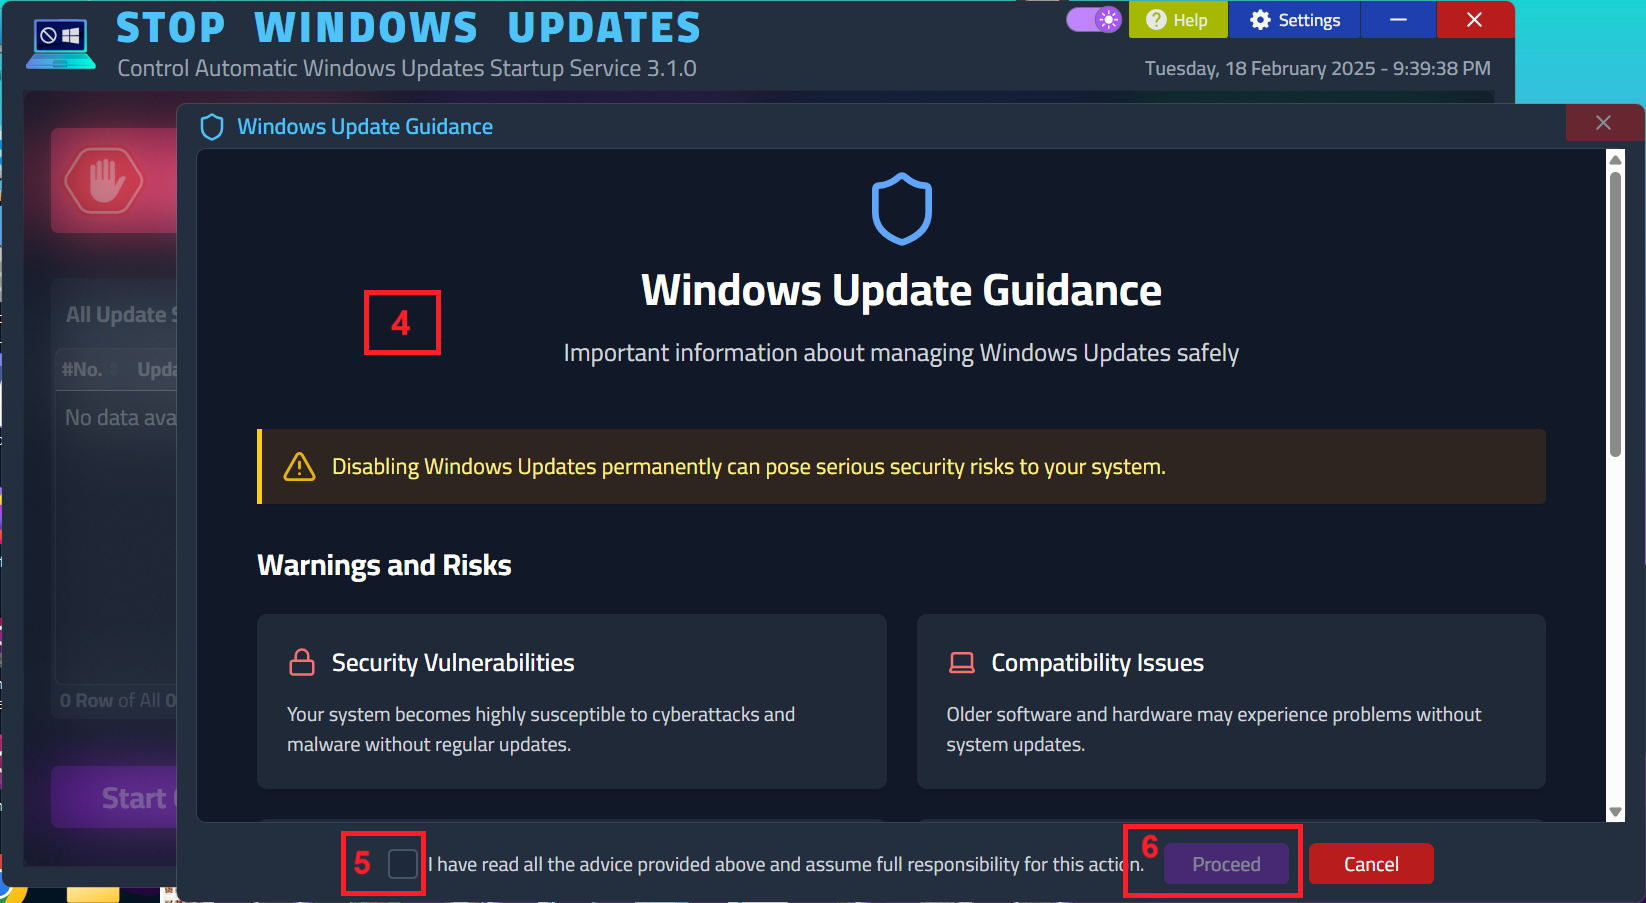 STOP WINDOWS UPDATES
Help
Settings
Control Automatic Windows Updates Startup Service 3.1.0
Tuesday, 18 February 2025 - 9:39:38 PM
Windows Update Guidance
Windows Update Guidance
4
Important information about managing Windows Updates safely
All Update S
#No. Upda
No data ava
Disabling Windows Updates permanently can pose serious security risks to your system.
Warnings and Risks
Security Vulnerabilities
Your system becomes highly susceptible to cyberattacks and
malware without regular updates.
Compatibility Issues
Older software and hardware may experience problems without
system updates.
0 Row of All 0
Start
5
I have read all the advice provided above and assume full responsibility for this action.
6
Proceed
Cancel